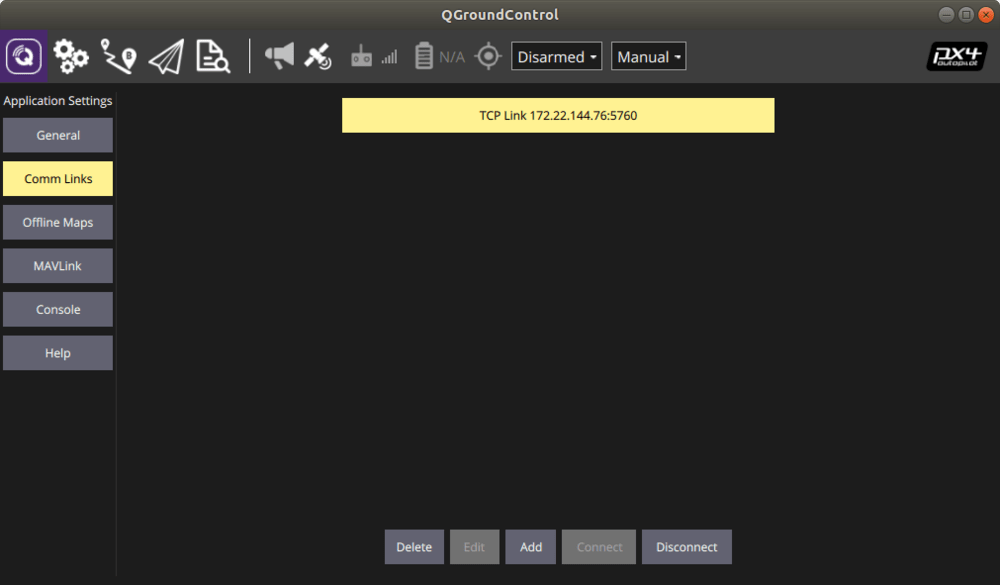 QGroundControl
N/A
Disarmed
Manual
px4
autopilot
Application Settings
General
Comm Links
Offline Maps
MAVLink
Console
Help
TCP Link 172.22.144.76:5760
Delete
Edit
Add
Connect
Disconnect